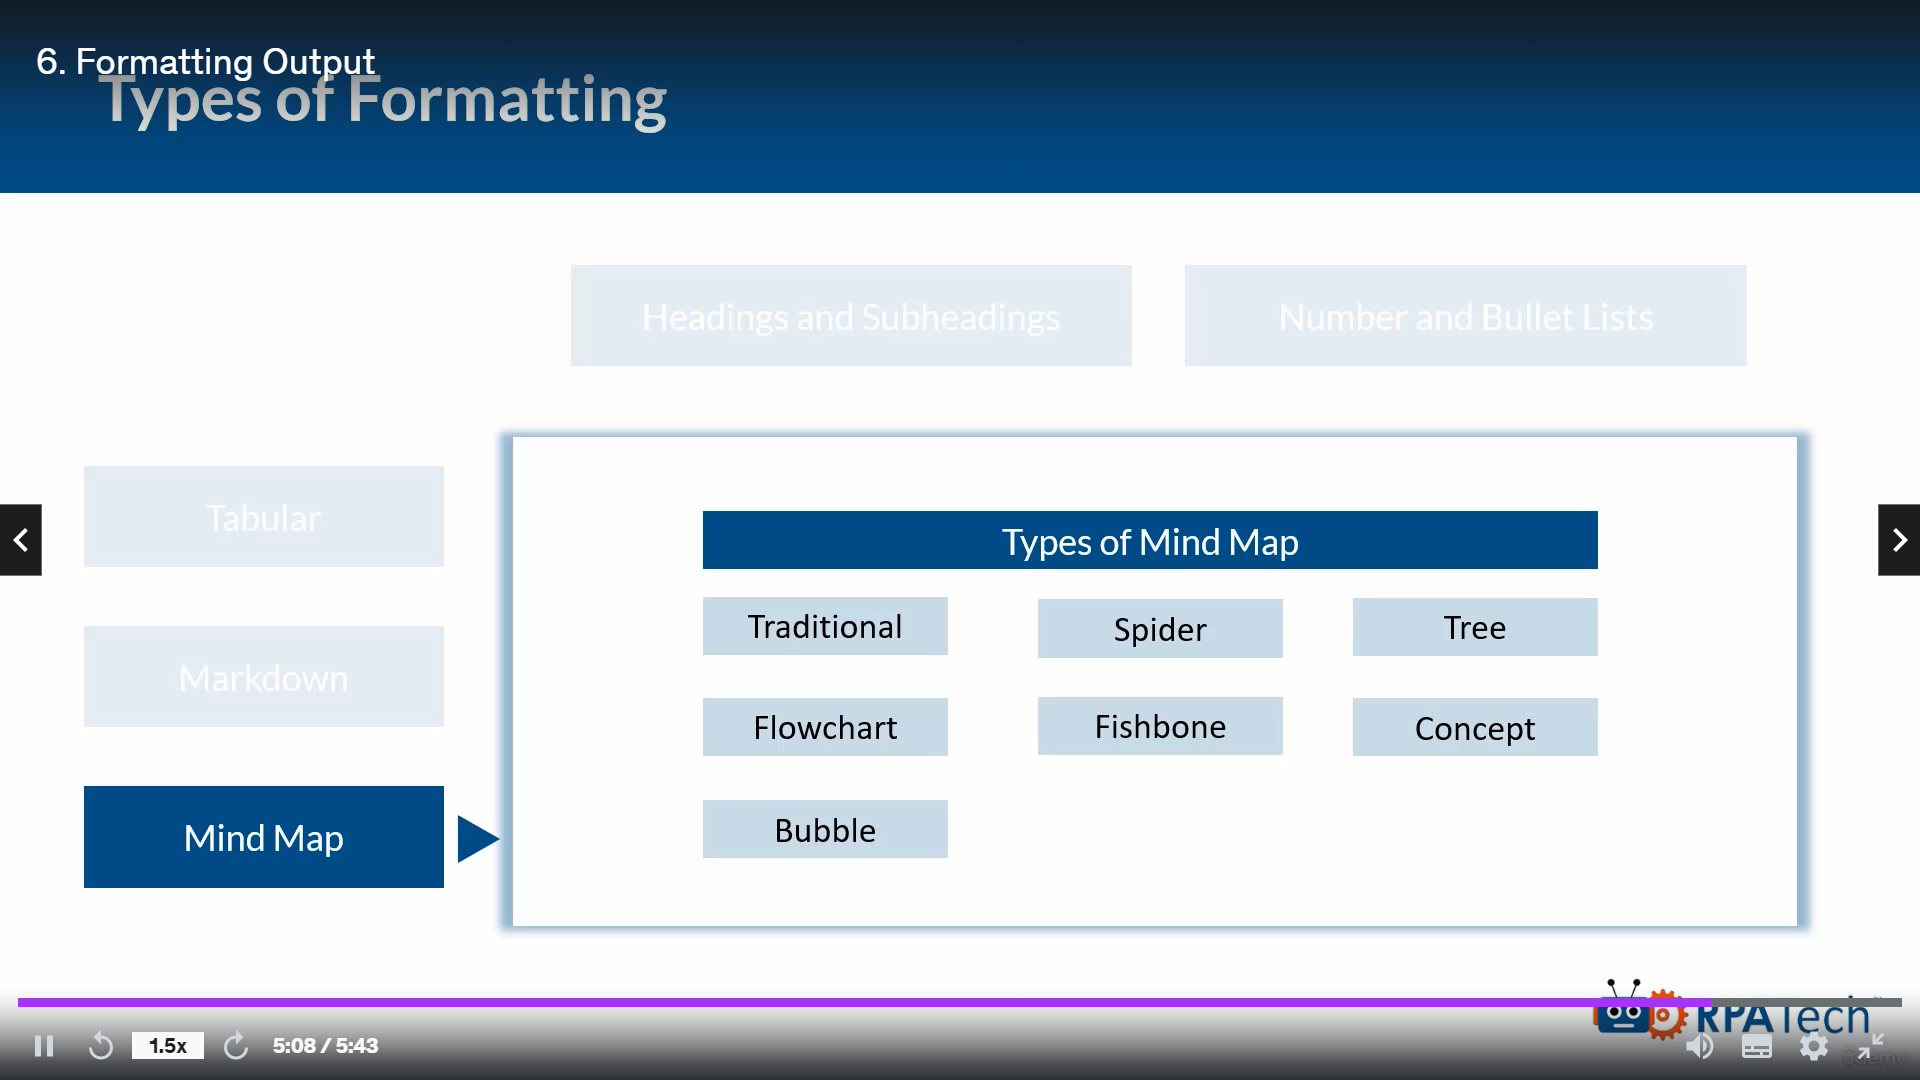 6. Formatting Output
Types of Formatting
Headings and Subheadings
Number and Bullet Lists
Tabular
Markdown
Mind Map
Types of Mind Map
Traditional
Spider
Tree
Flowchart
Fishbone
Concept
Bubble
RPATech
1.5x
5:08 / 5:43
Udemy